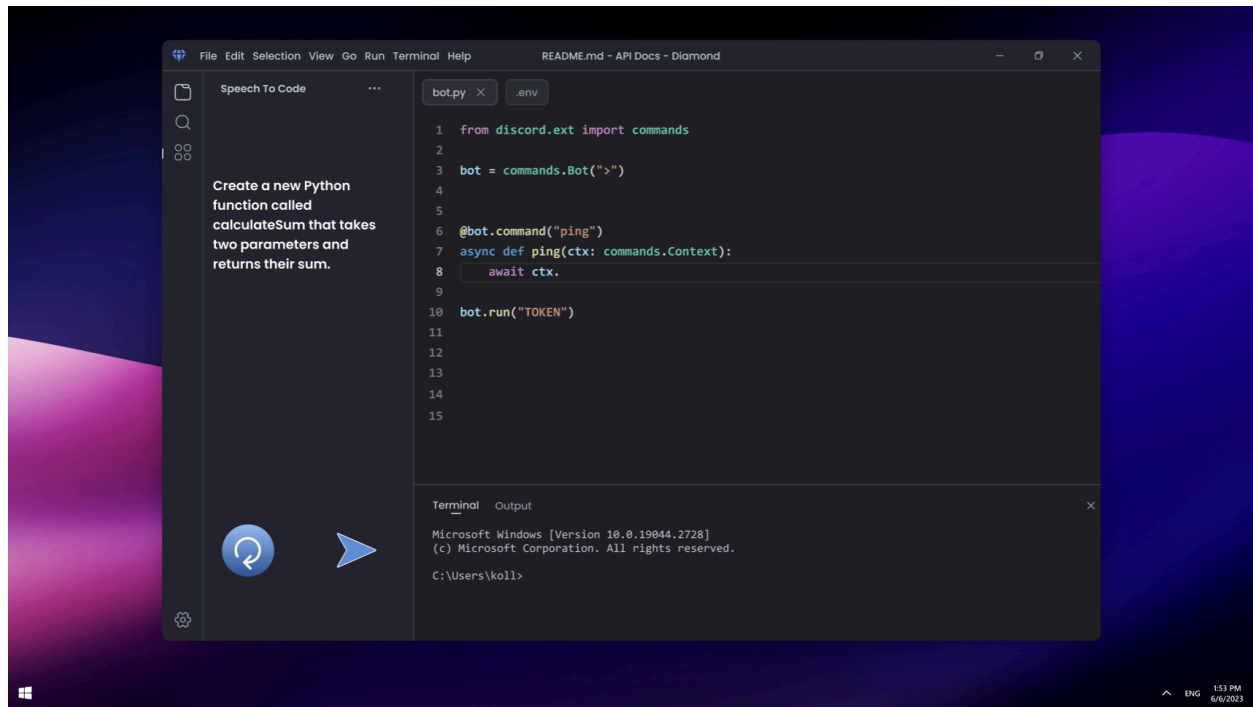 File Edit Selection View Go Run Terminal Help
README.md - API Docs - Diamond
Speech To Code
bot.py
.env
Create a new Python
function called
calculateSum that takes
two parameters and
returns their sum.
1 from discord.ext import commands
2
3 bot = commands.Bot(">")
4
5
6 @bot.command("ping")
7 async def ping(ctx: commands.Context):
8     await ctx.
9
10 bot.run("TOKEN")
11
12
13
14
15
Terminal Output
Microsoft Windows [Version 10.0.19044.2728]
(c) Microsoft Corporation. All rights reserved.
C:\Users\koll>
ENG
1:53 PM
6/6/2023